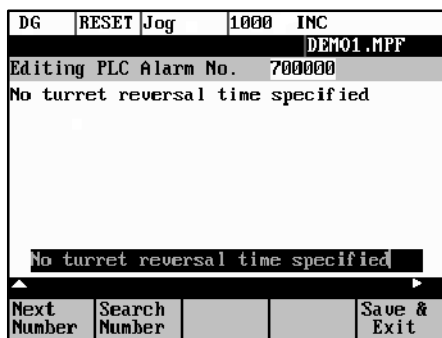 DG RESET Jog 1000 INC
DEMO1.MPF
Editing PLC Alarm No. 700000
No turret reversal time specified
No turret reversal time specified
Next Number Search Number Save & Exit